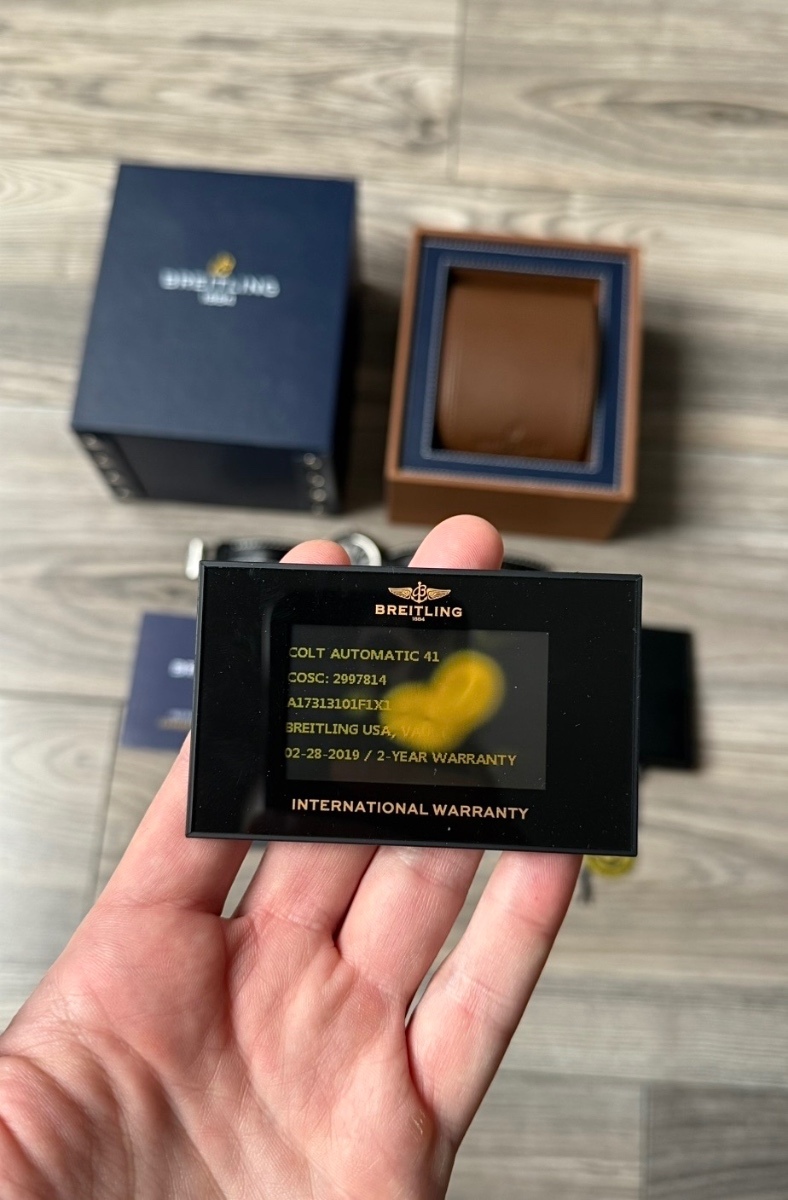 BREITLING
1884
BREITLING
1884
COLT AUTOMATIC 41
COSC: 2997814
A17313101F1X1
BREITLING USA,
02-28-2019 / 2-YEAR WARRANTY
INTERNATIONAL WARRANTY